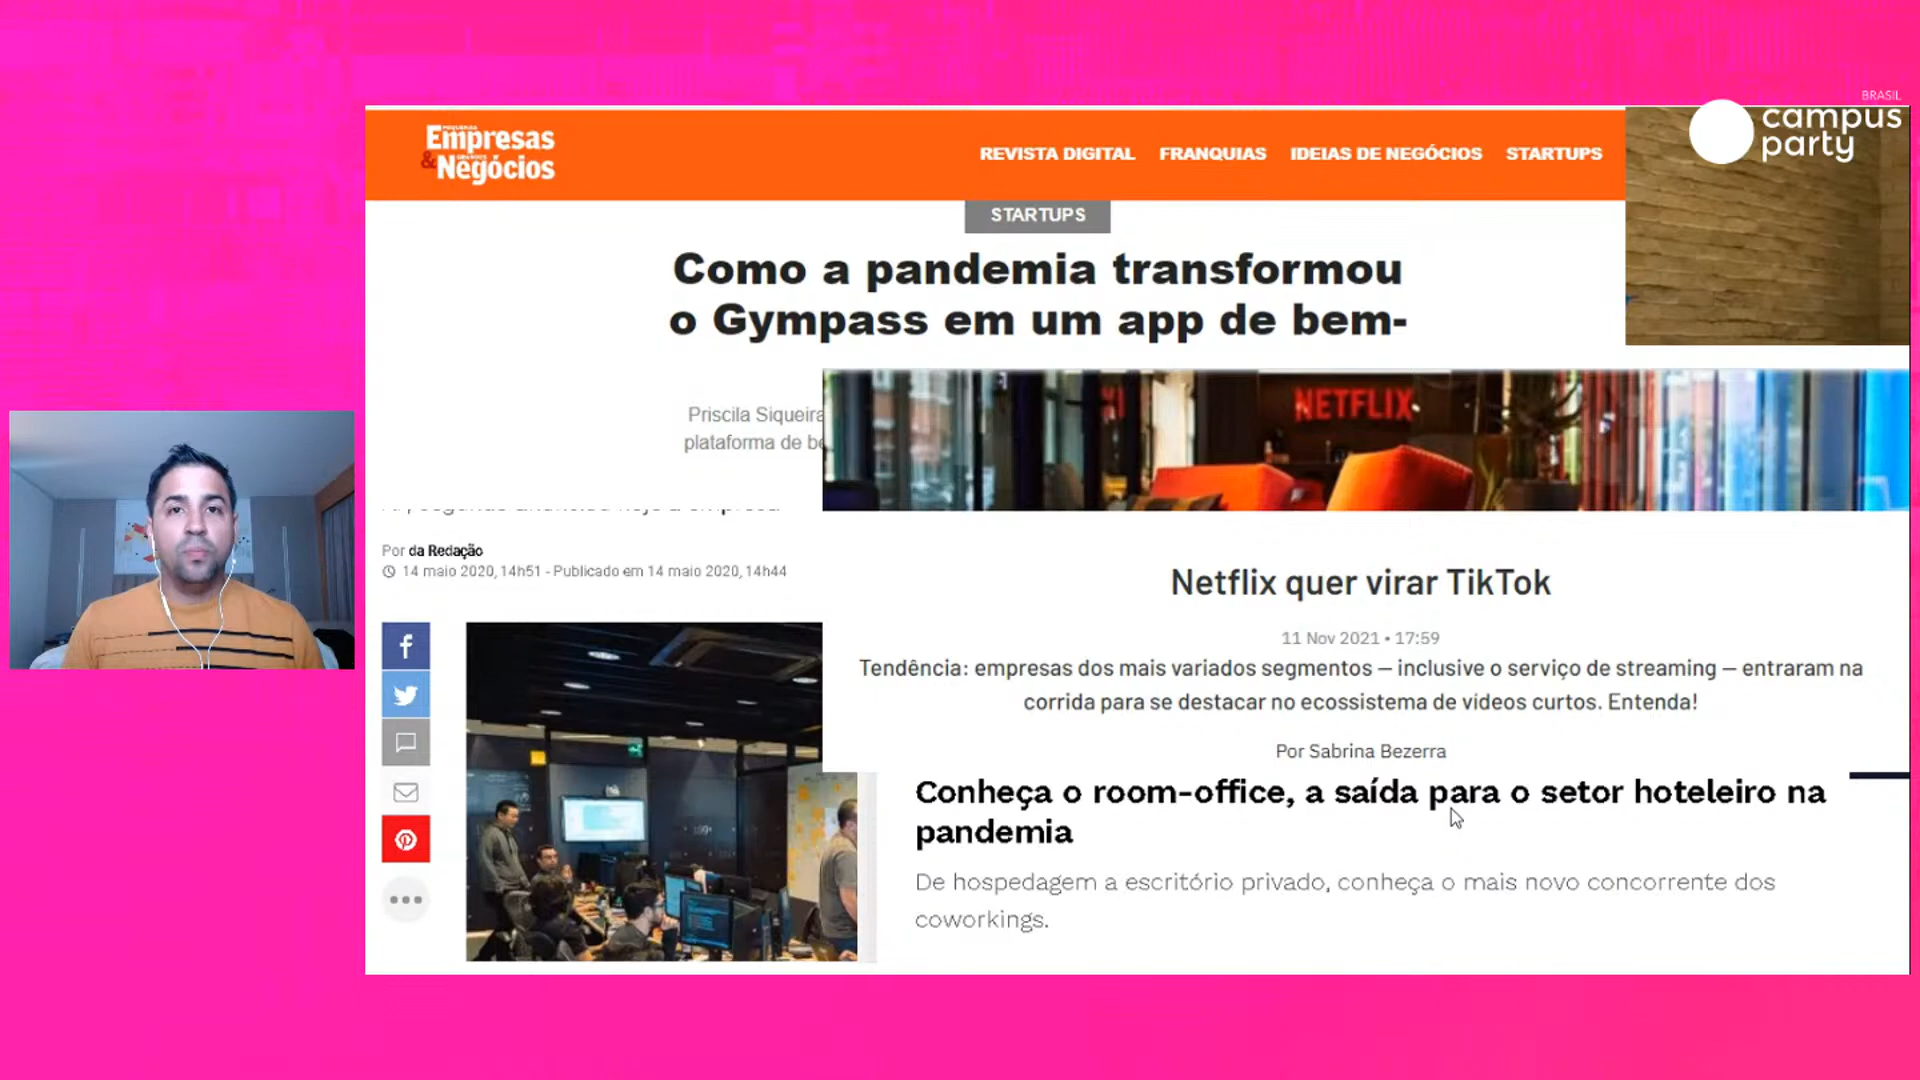 BRASIL
campus
party
PEQUENAS
Empresas
& GRANDES
Negócios
REVISTA DIGITAL FRANQUIAS IDEIAS DE NEGÓCIOS STARTUPS
STARTUPS
Como a pandemia transformou
o Gympass em um app de bem-
Priscila Siqueira
plataforma de be
NETFLIX
Por da Redação
14 maio 2020, 14h51 - Publicado em 14 maio 2020, 14h44
Netflix quer virar TikTok
11 Nov 2021 • 17:59
Tendência: empresas dos mais variados segmentos — inclusive o serviço de streaming — entraram na
corrida para se destacar no ecossistema de vídeos curtos. Entenda!
Por Sabrina Bezerra
Conheça o room-office, a saída para o setor hoteleiro na
pandemia
De hospedagem a escritório privado, conheça o mais novo concorrente dos
coworkings.